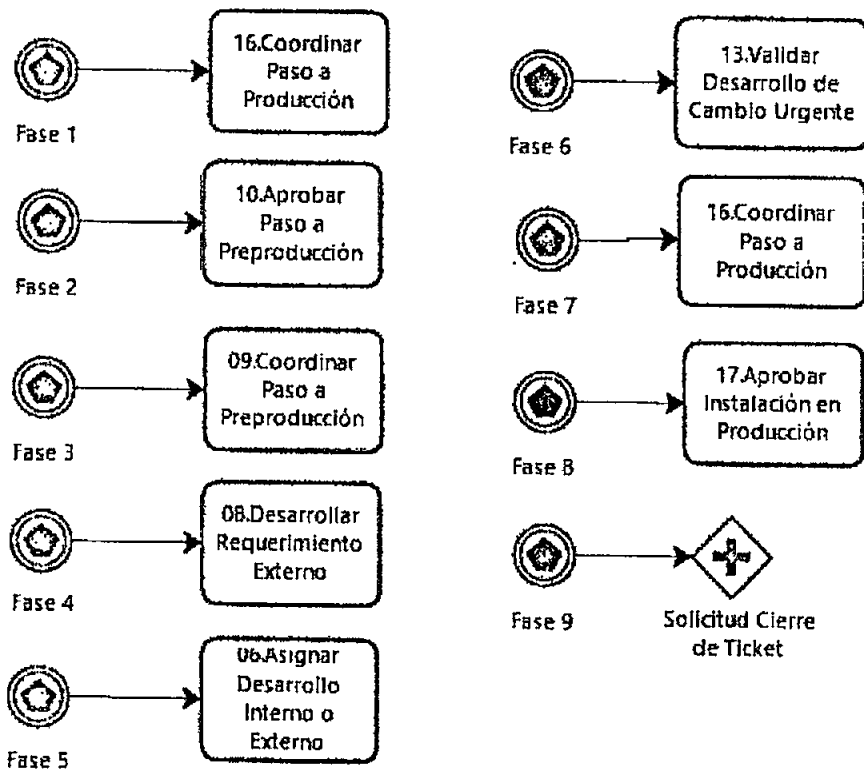 16.Coordinar
Paso a
Producción
Fase 1
10.Aprobar
Paso a
Preproducción
Fase 2
09.Coordinar
Paso a
Preproducción
Fase 3
08.Desarrollar
Requerimiento
Externo
Fase 4
06.Asignar
Desarrollo
Interno o
Externo
Fase 5
13.Validar
Desarrollo de
Cambio Urgente
Fase 6
16.Coordinar
Paso a
Producción
Fase 7
17.Aprobar
Instalación en
Producción
Fase 8
Fase 9
Solicitud Cierre
de Ticket